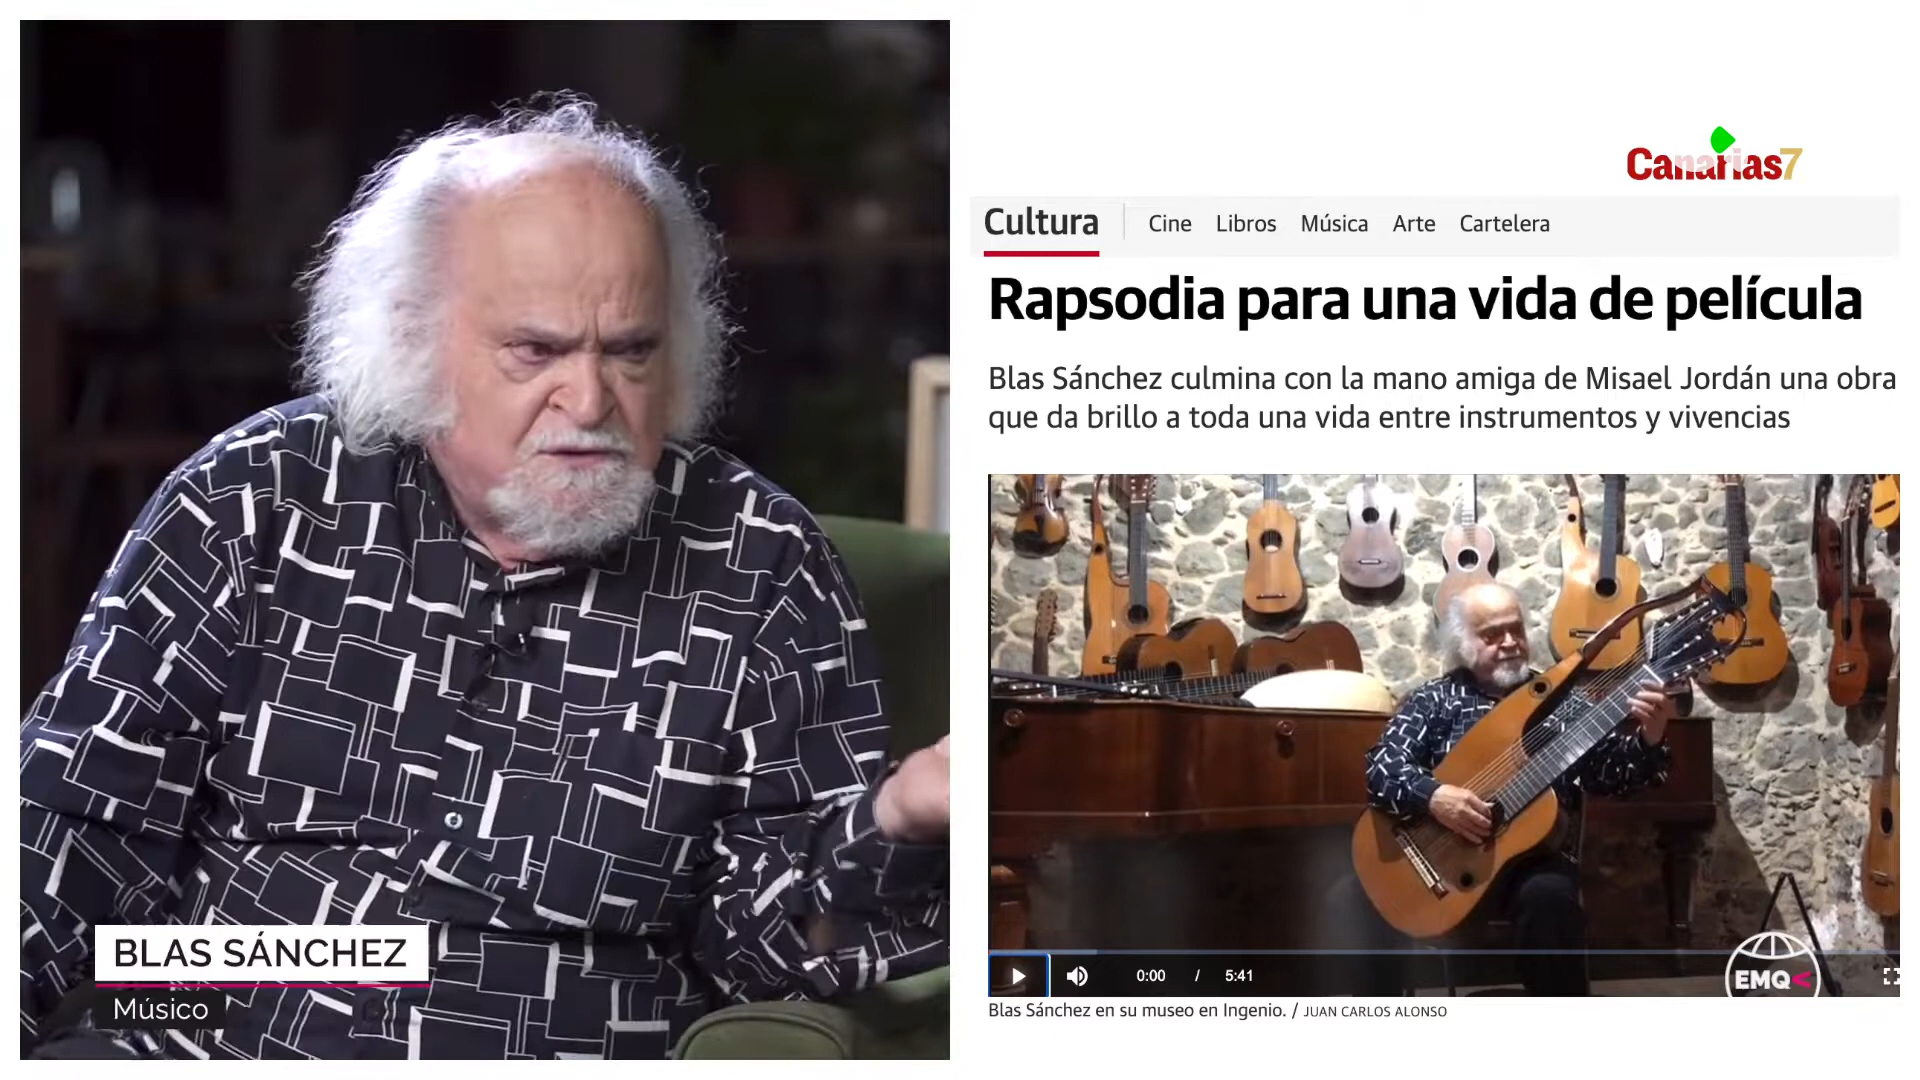 BLAS SÁNCHEZ
Músico
Canarias7
Cultura
Cine Libros Música Arte Cartelera
Rapsodia para una vida de película
Blas Sánchez culmina con la mano amiga de Misael Jordán una obra
que da brillo a toda una vida entre instrumentos y vivencias
0:00 / 5:41
EMQ<
Blas Sánchez en su museo en Ingenio. / JUAN CARLOS ALONSO